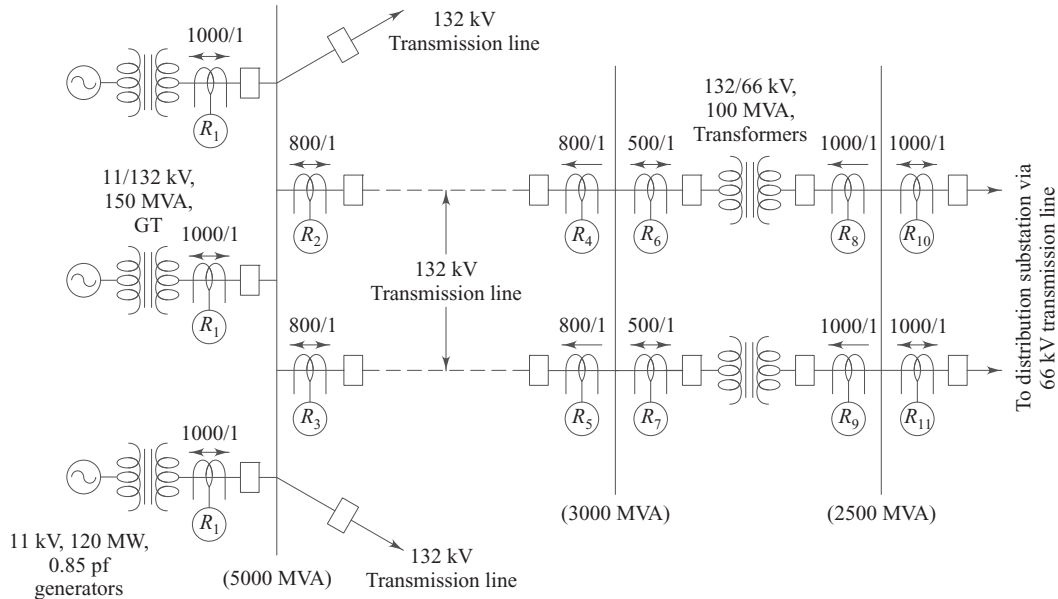 132 kV
Transmission line
1000/1
R1
132/66 kV,
100 MVA,
Transformers
800/1
800/1
500/1
1000/1
1000/1
11/132 kV,
150 MVA,
GT
R2
R4
R6
R8
R10
1000/1
R1
132 kV
Transmission line
To distribution substation via
66 kV transmission line
800/1
800/1
500/1
1000/1
1000/1
R3
R5
R7
R9
R11
1000/1
R1
11 kV, 120 MW,
0.85 pf
generators
(5000 MVA)
132 kV
Transmission line
(3000 MVA)
(2500 MVA)